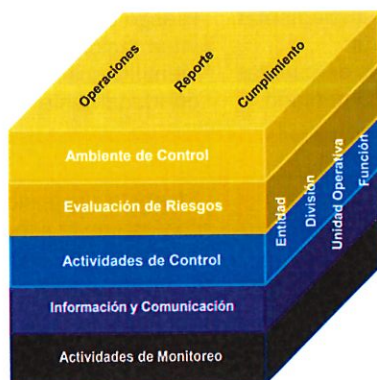 Operaciones
Reporte
Cumplimiento
Ambiente de Control
Evaluación de Riesgos
Actividades de Control
Información y Comunicación
Actividades de Monitoreo
Entidad
División
Unidad Operativa
Función